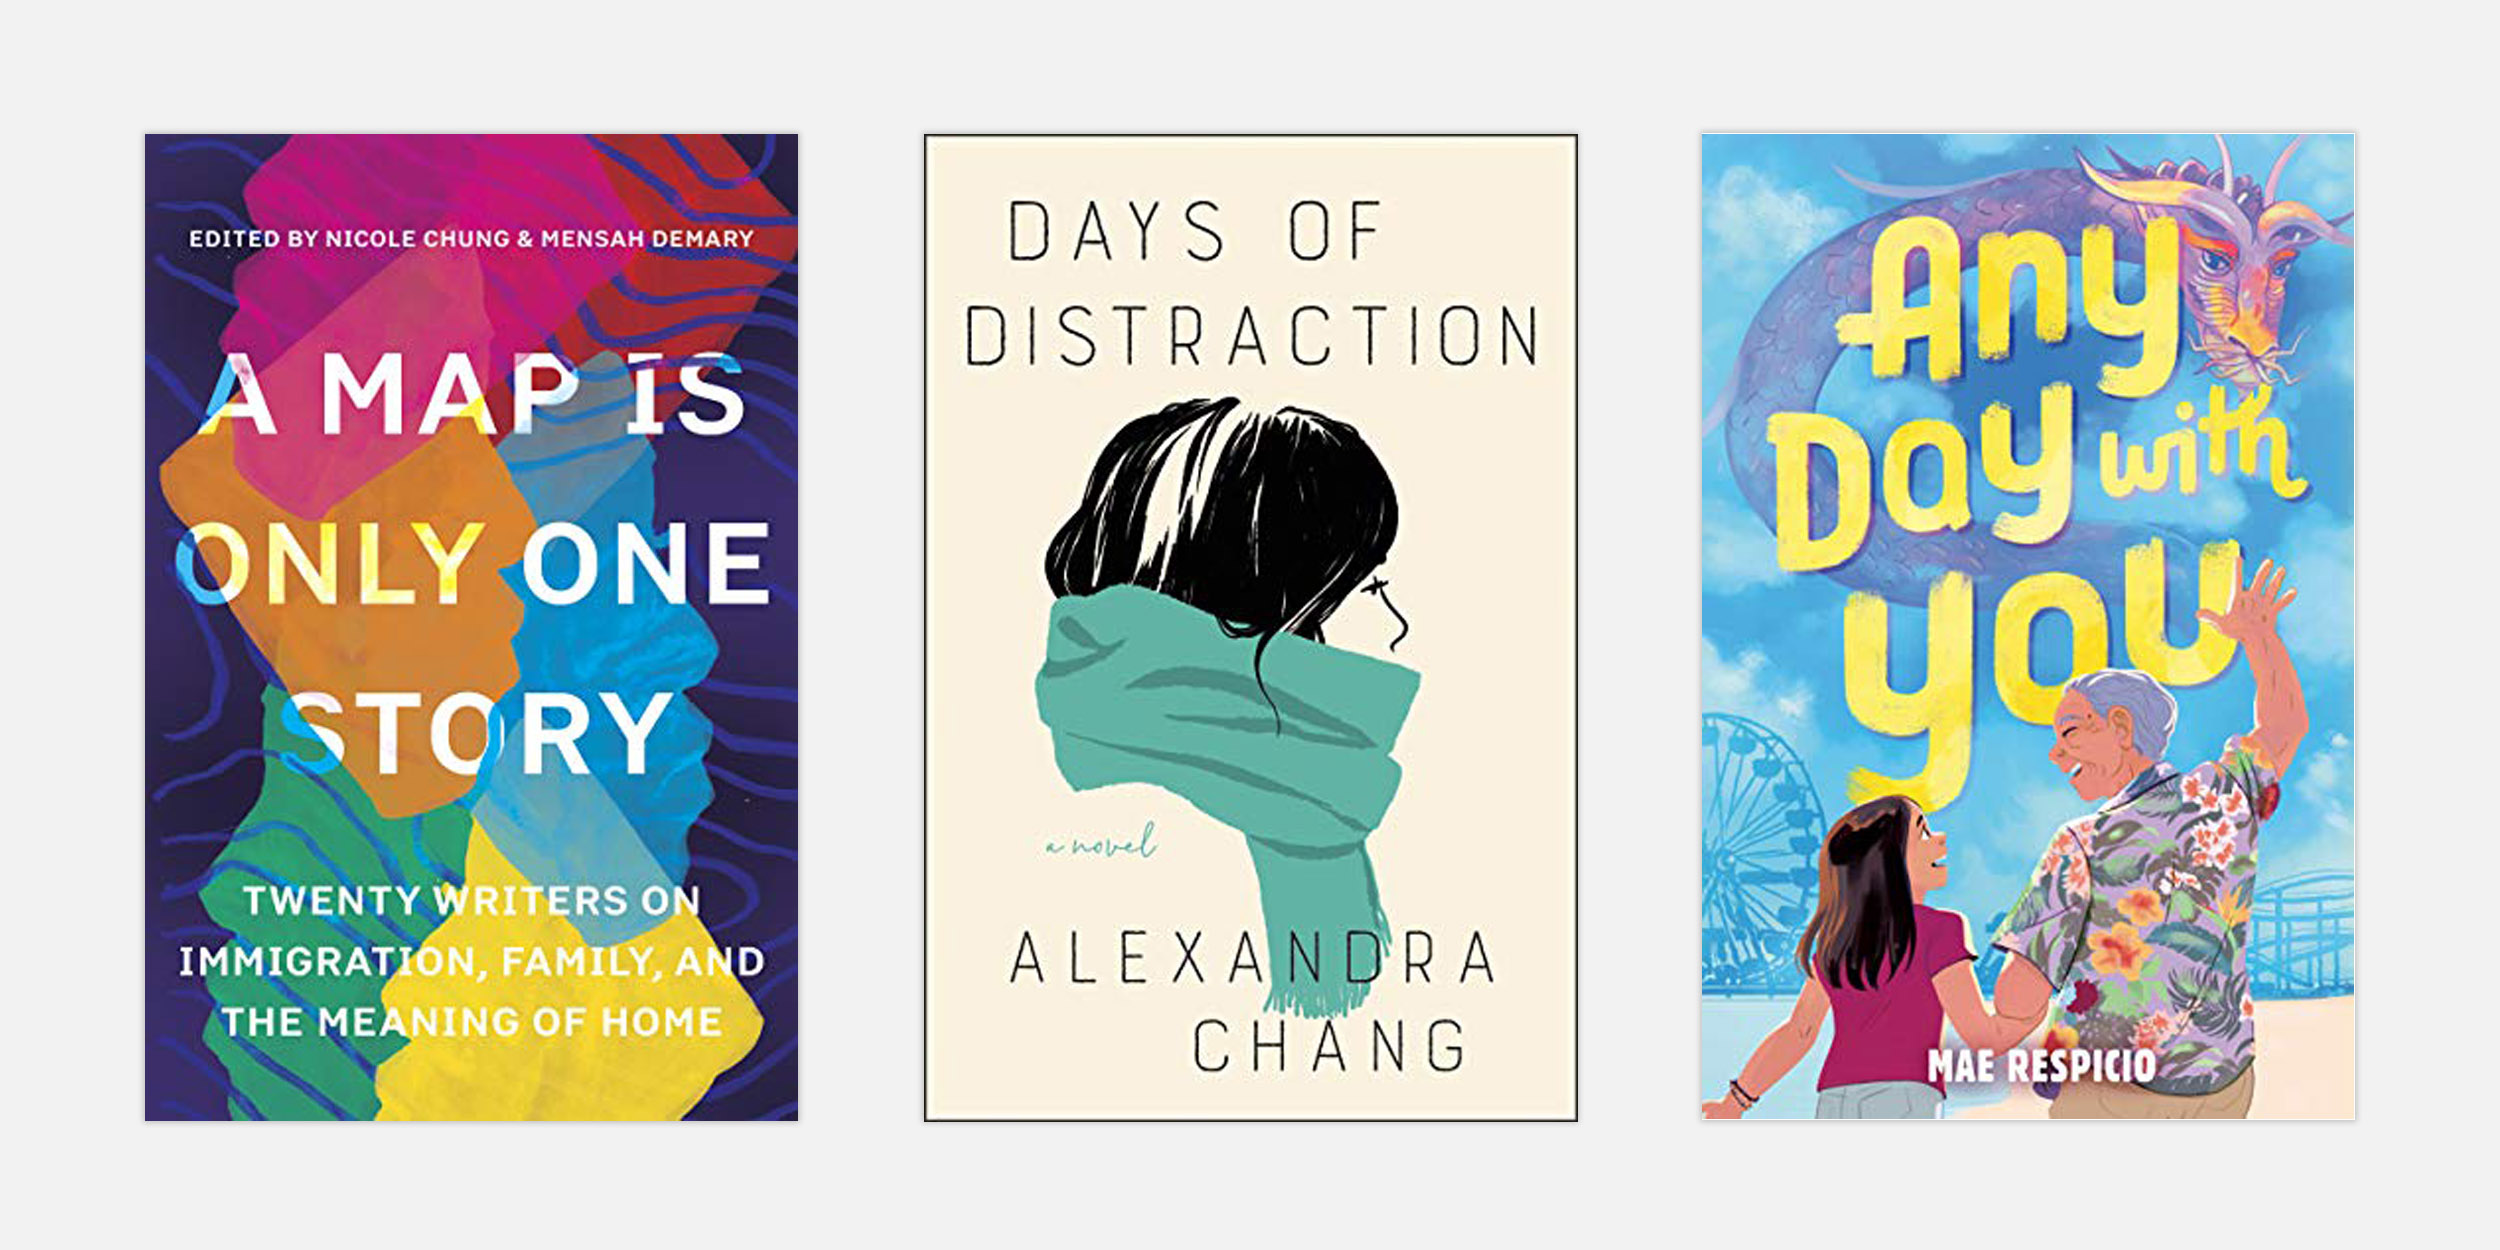 EDITED BY NICOLE CHUNG & MENSAH DEMARY
A MAP IS
ONLY ONE
STORY
TWENTY WRITERS ON
IMMIGRATION, FAMILY, AND
THE MEANING OF HOME
DAYS OF
DISTRACTION
a novel
ALEXANDRA
CHANG
Any
Day with
you
MAE RESPICIO